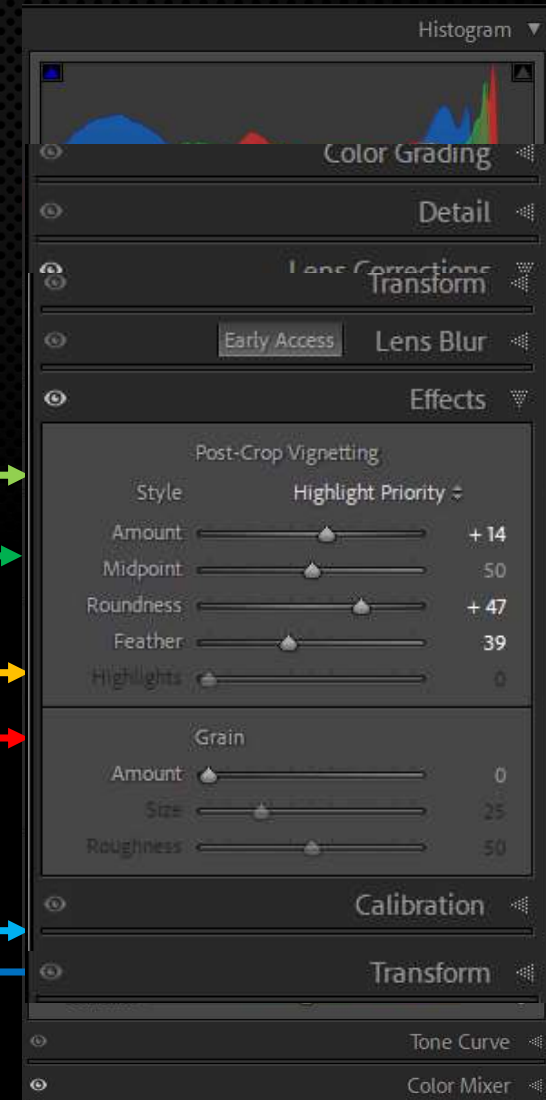 Histogram
Color Grading
Detail
Lens Corrections
Transform
Early Access Lens Blur
Effects
Post-Crop Vignetting
Style Highlight Priority
Amount + 14
Midpoint 50
Roundness + 47
Feather 39
Highlights 0
Grain
Amount 0
Size 25
Roughness 50
Calibration
Transform
Tone Curve
Color Mixer